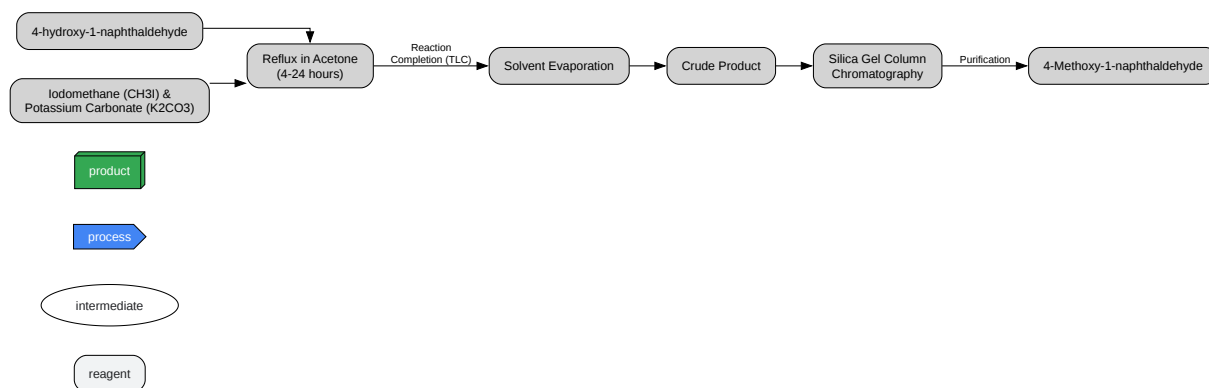 4-hydroxy-1-naphthaldehyde
Iodomethane (CH3I) &
Potassium Carbonate (K2CO3)
Reflux in Acetone
(4-24 hours)
Reaction
Completion (TLC)
Solvent Evaporation
Crude Product
Silica Gel Column
Chromatography
Purification
4-Methoxy-1-naphthaldehyde
product
process
intermediate
reagent